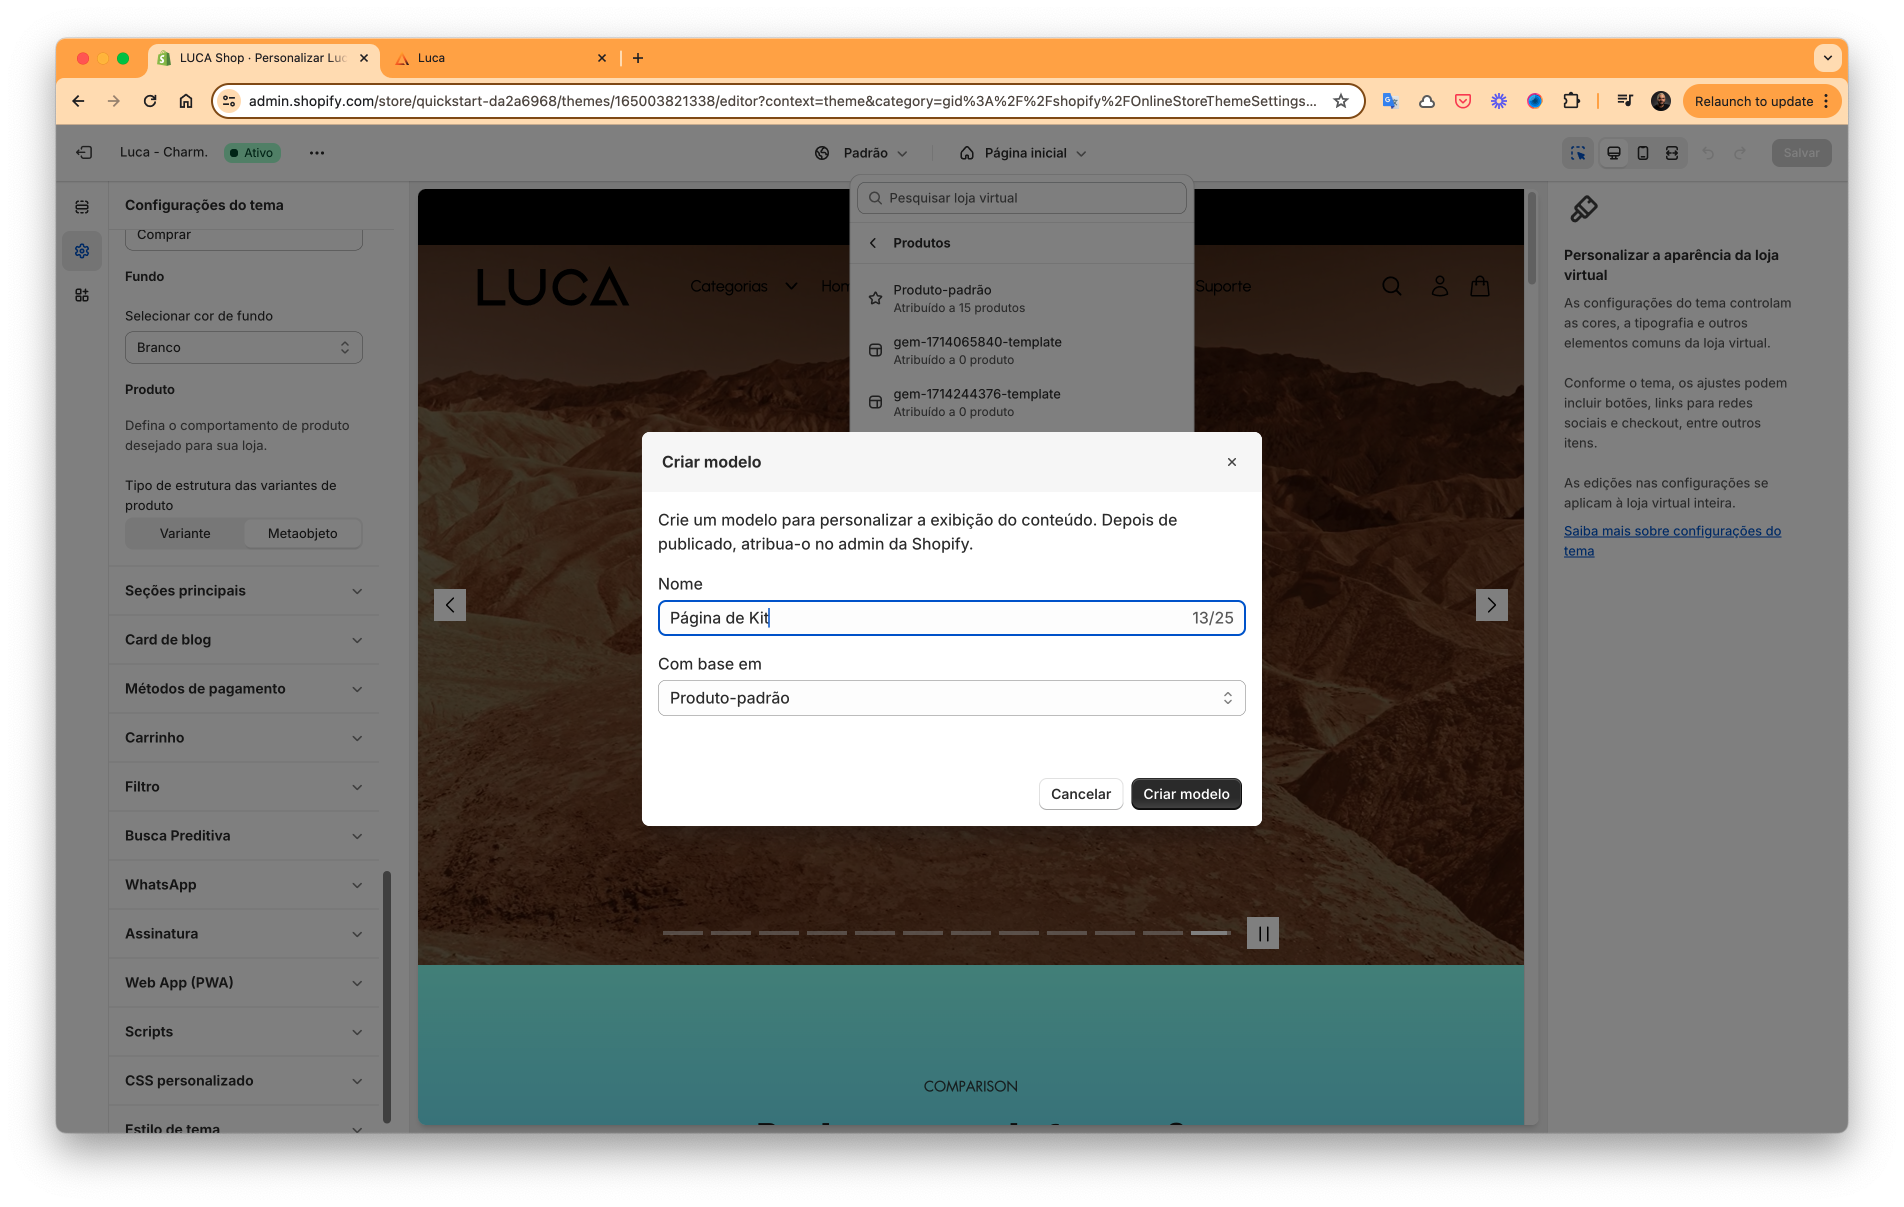 LUCA Shop · Personalizar Luc
Luca
admin.shopify.com/store/quickstart-da2a6968/themes/165003821338/editor?context=theme&category=gid%3A%2F%2Fshopify%2FOnlineStoreThemeSettings...
Relaunch to update
Luca - Charm.
Ativo
Padrão
Página inicial
Salvar
Configurações do tema
Comprar
Fundo
Selecionar cor de fundo
Branco
Produto
Defina o comportamento de produto
desejado para sua loja.
Tipo de estrutura das variantes de
produto
Variante
Metaobjeto
Seções principais
Card de blog
Métodos de pagamento
Carrinho
Filtro
Busca Preditiva
WhatsApp
Assinatura
Web App (PWA)
Scripts
CSS personalizado
Estilo de tema
Pesquisar loja virtual
Produtos
Produto-padrão
Atribuído a 15 produtos
gem-1714065840-template
Atribuído a 0 produto
gem-1714244376-template
Atribuído a 0 produto
LUCA
Categorias
Suporte
Criar modelo
Crie um modelo para personalizar a exibição do conteúdo. Depois de
publicado, atribua-o no admin da Shopify.
Nome
Página de Kit
13/25
Com base em
Produto-padrão
Cancelar
Criar modelo
COMPARISON
Personalizar a aparência da loja
virtual
As configurações do tema controlam
as cores, a tipografia e outros
elementos comuns da loja virtual.
Conforme o tema, os ajustes podem
incluir botões, links para redes
sociais e checkout, entre outros
itens.
As edições nas configurações se
aplicam à loja virtual inteira.
Saiba mais sobre configurações do
tema